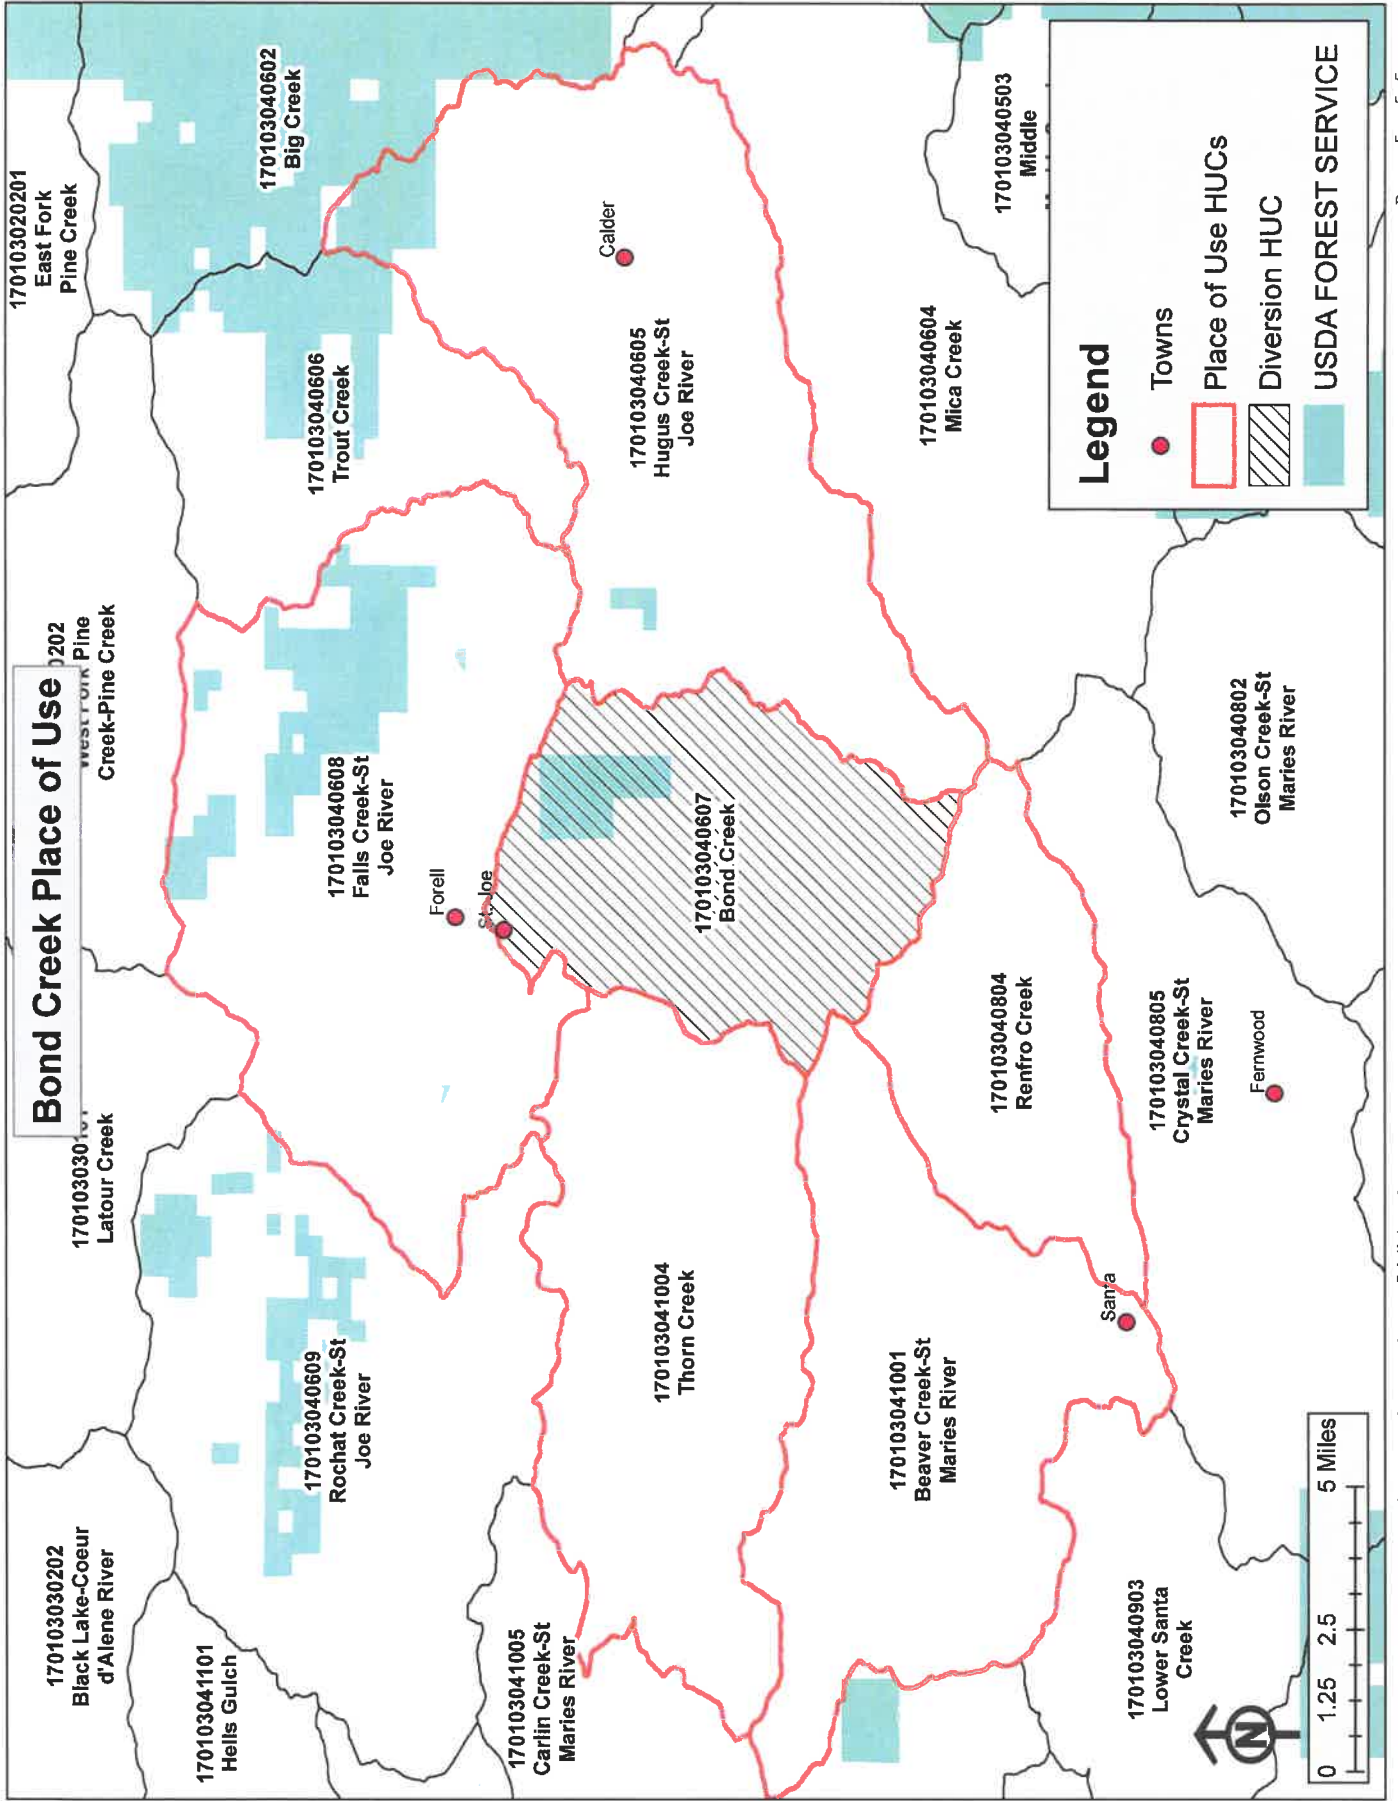 Bond Creek Place of Use
170103020201
East Fork
Pine Creek
0202
West Fork Pine
Creek-Pine Creek
Latour Creek
170103030202
Black Lake-Coeur
d'Alene River
170103041101
Hells Gulch
170103040602
Big Creek
170103040606
Trout Creek
170103040608
Falls Creek-St
Joe River
170103040609
Rochat Creek-St
Joe River
Forell
St. Joe
Calder
170103040605
Hugus Creek-St
Joe River
170103040607
Bond Creek
170103041004
Thorn Creek
170103041005
Carlin Creek-St
Maries River
170103040503
Middle
170103040604
Mica Creek
170103040804
Renfro Creek
170103041001
Beaver Creek-St
Maries River
Santa
170103040805
Crystal Creek-St
Maries River
Fernwood
170103040802
Olson Creek-St
Maries River
170103040903
Lower Santa
Creek
N
0 1.25 2.5 5 Miles
Legend
Towns
Place of Use HUCs
Diversion HUC
USDA FOREST SERVICE